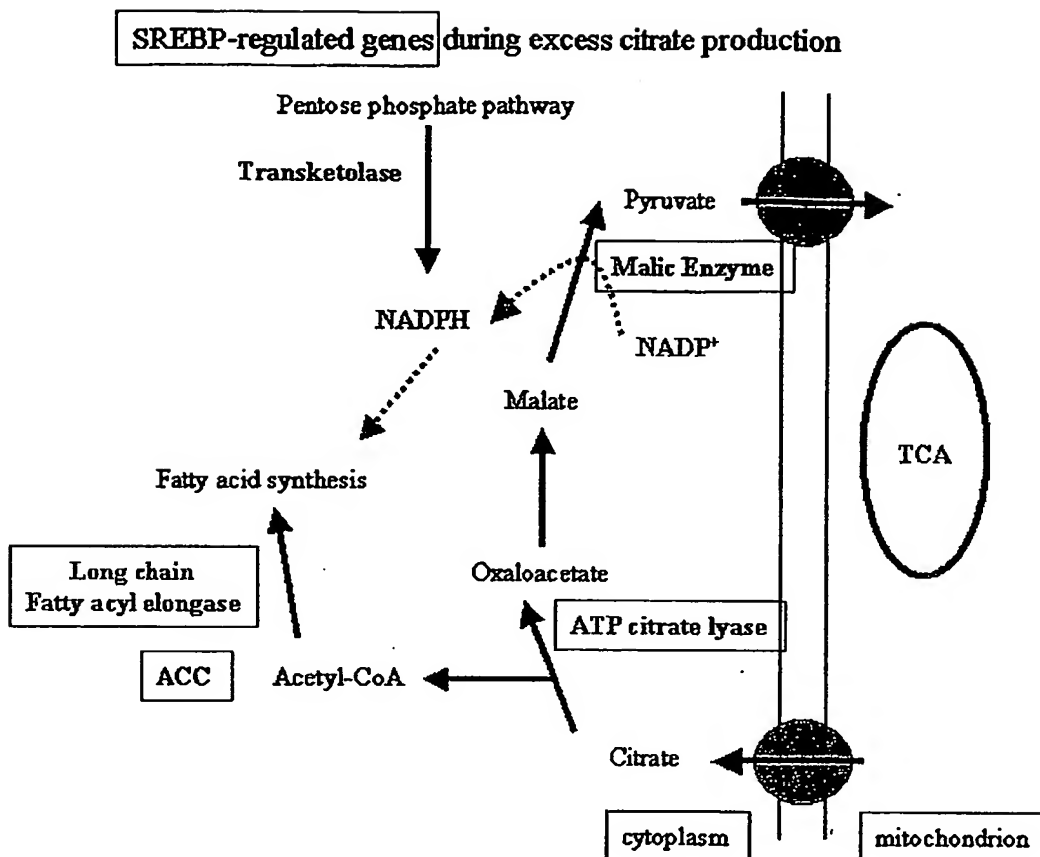 SREBP-regulated genes during excess citrate production
Pentose phosphate pathway
Transketolase
Pyruvate
Malic Enzyme
NADPH
NADP⁺
Malate
TCA
Fatty acid synthesis
Long chain
Fatty acyl elongase
Oxaloacetate
ATP citrate lyase
ACC
Acetyl-CoA
Citrate
cytoplasm
mitochondrion